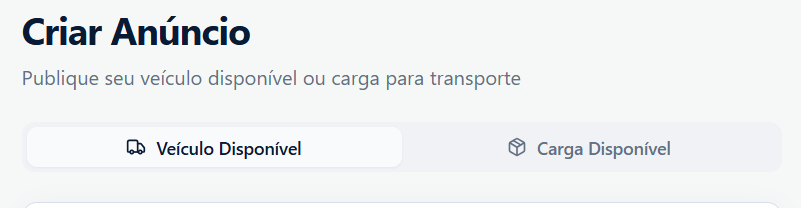 Criar Anúncio
Publique seu veículo disponível ou carga para transporte
Veículo Disponível
Carga Disponível